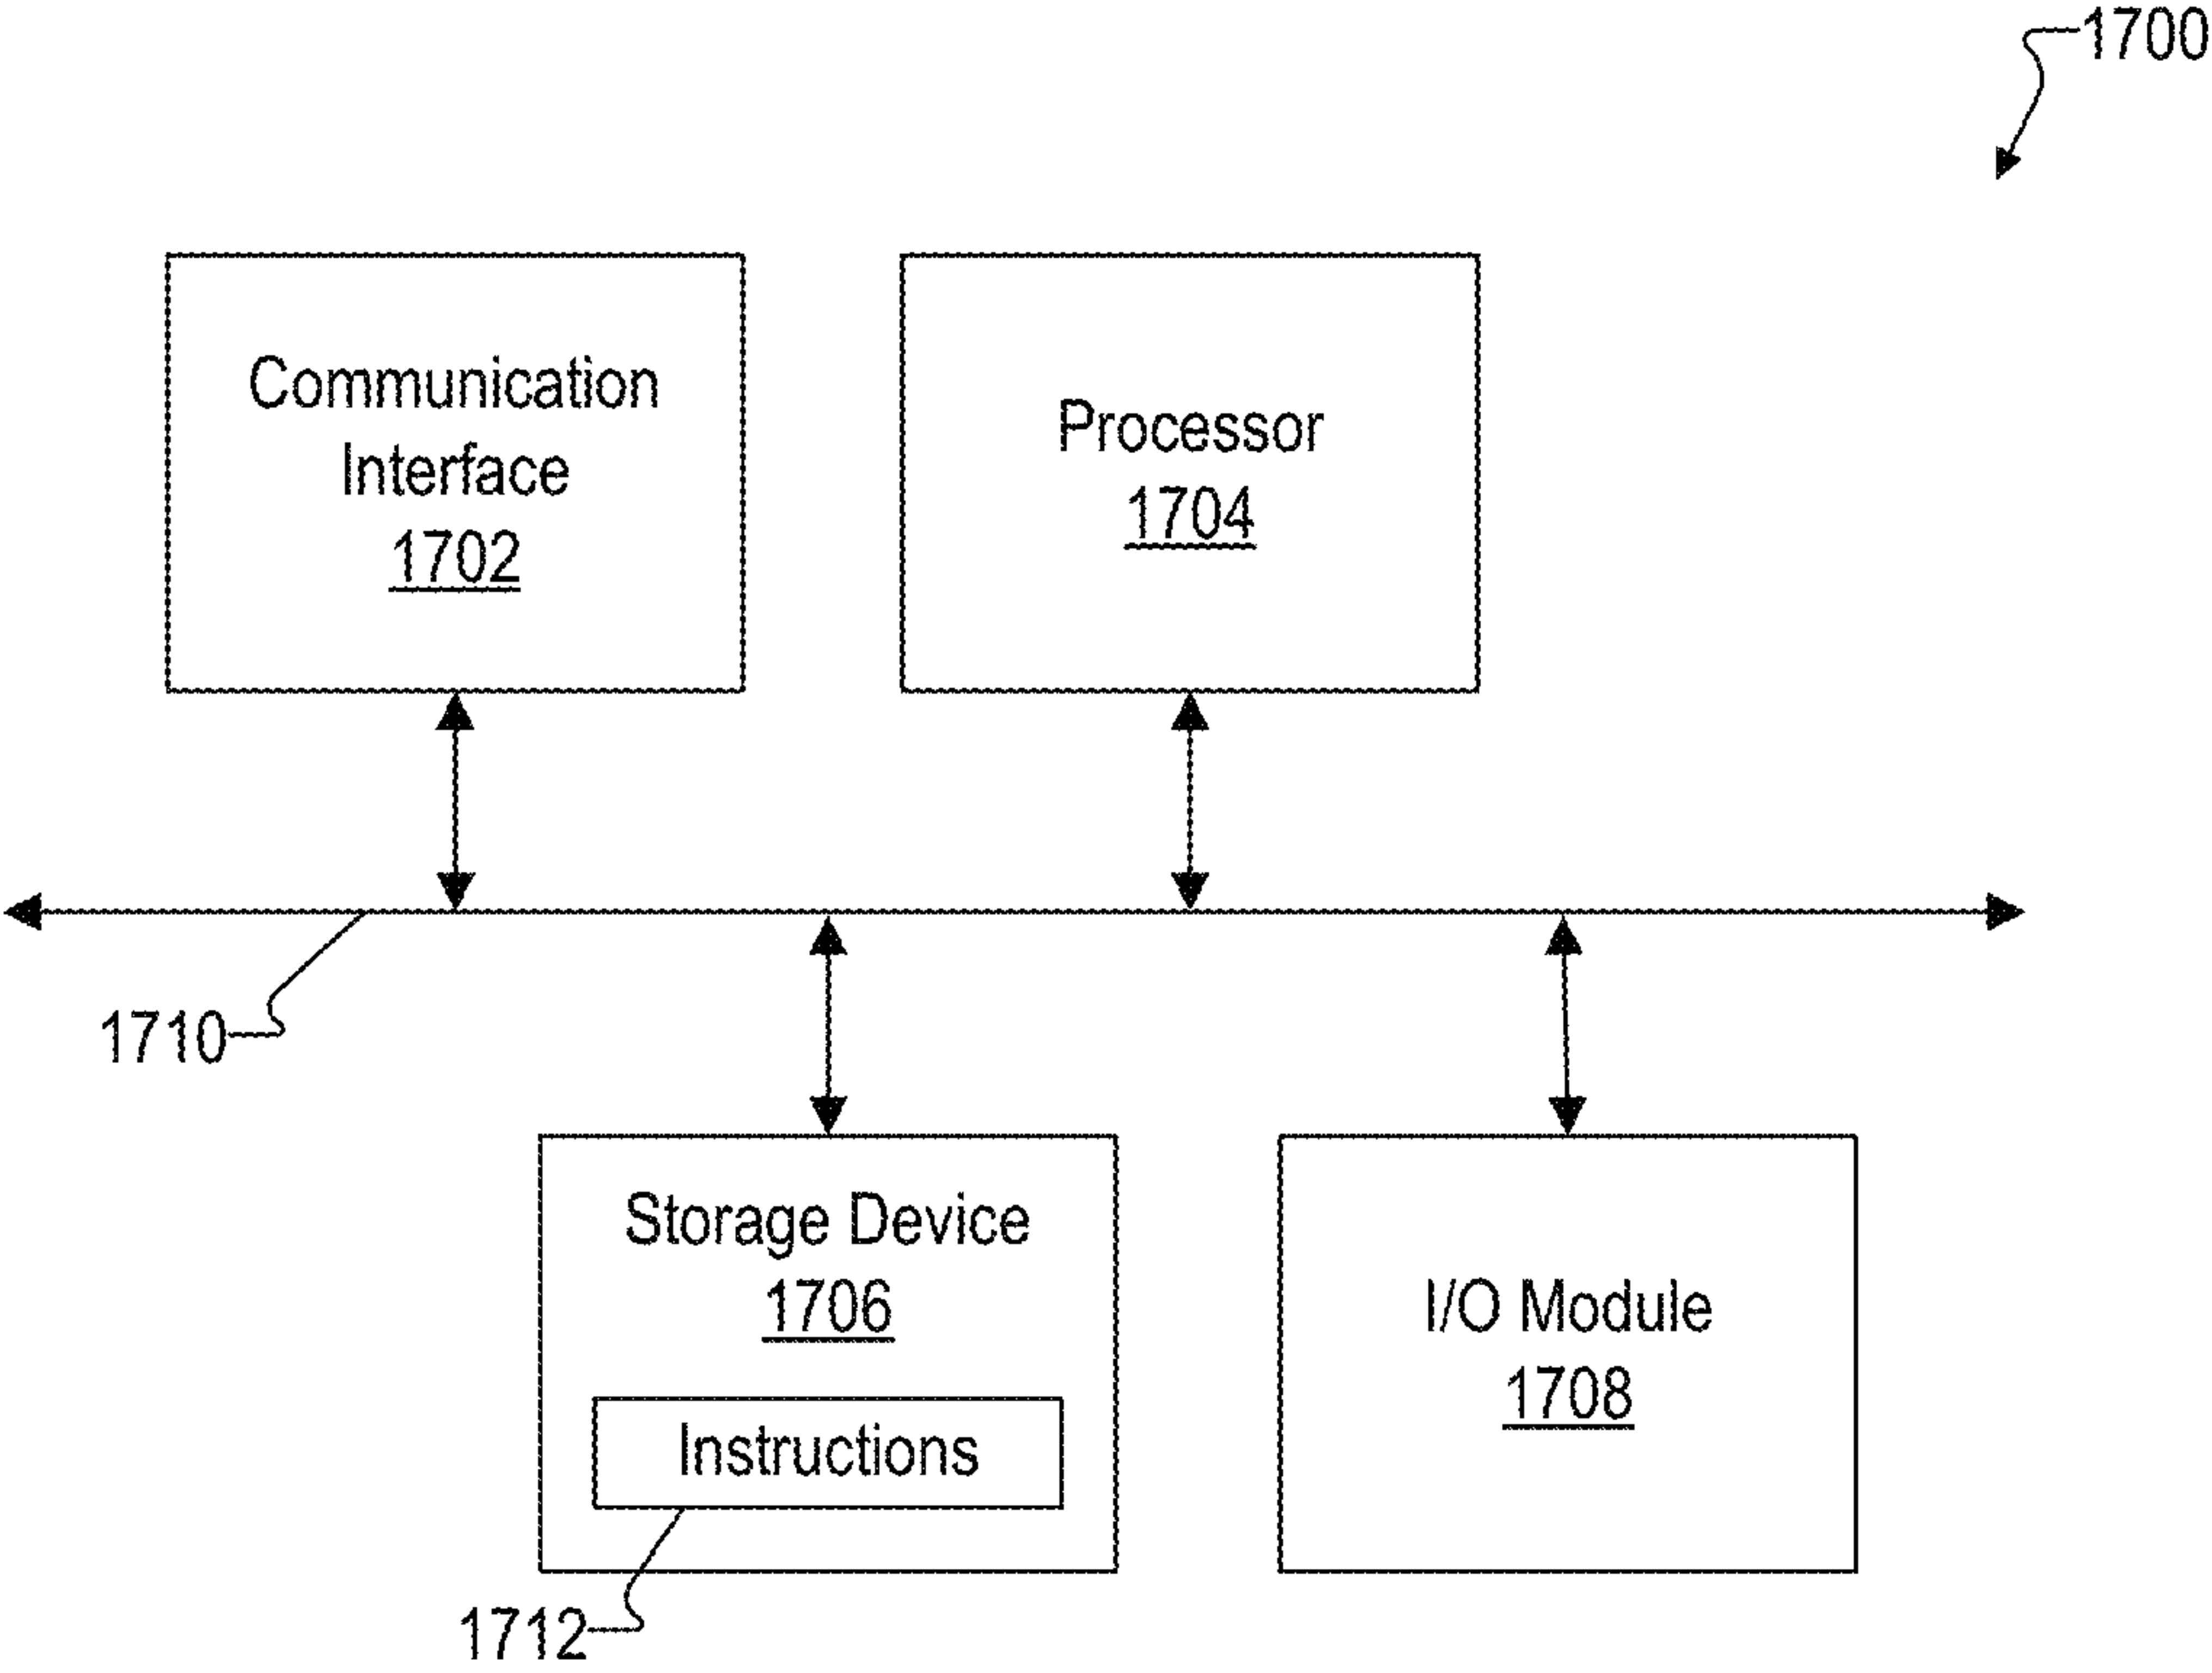 1700
Communication
Interface
1702
Processor
1704
1710
Storage Device
1706
Instructions
1712
I/O Module
1708